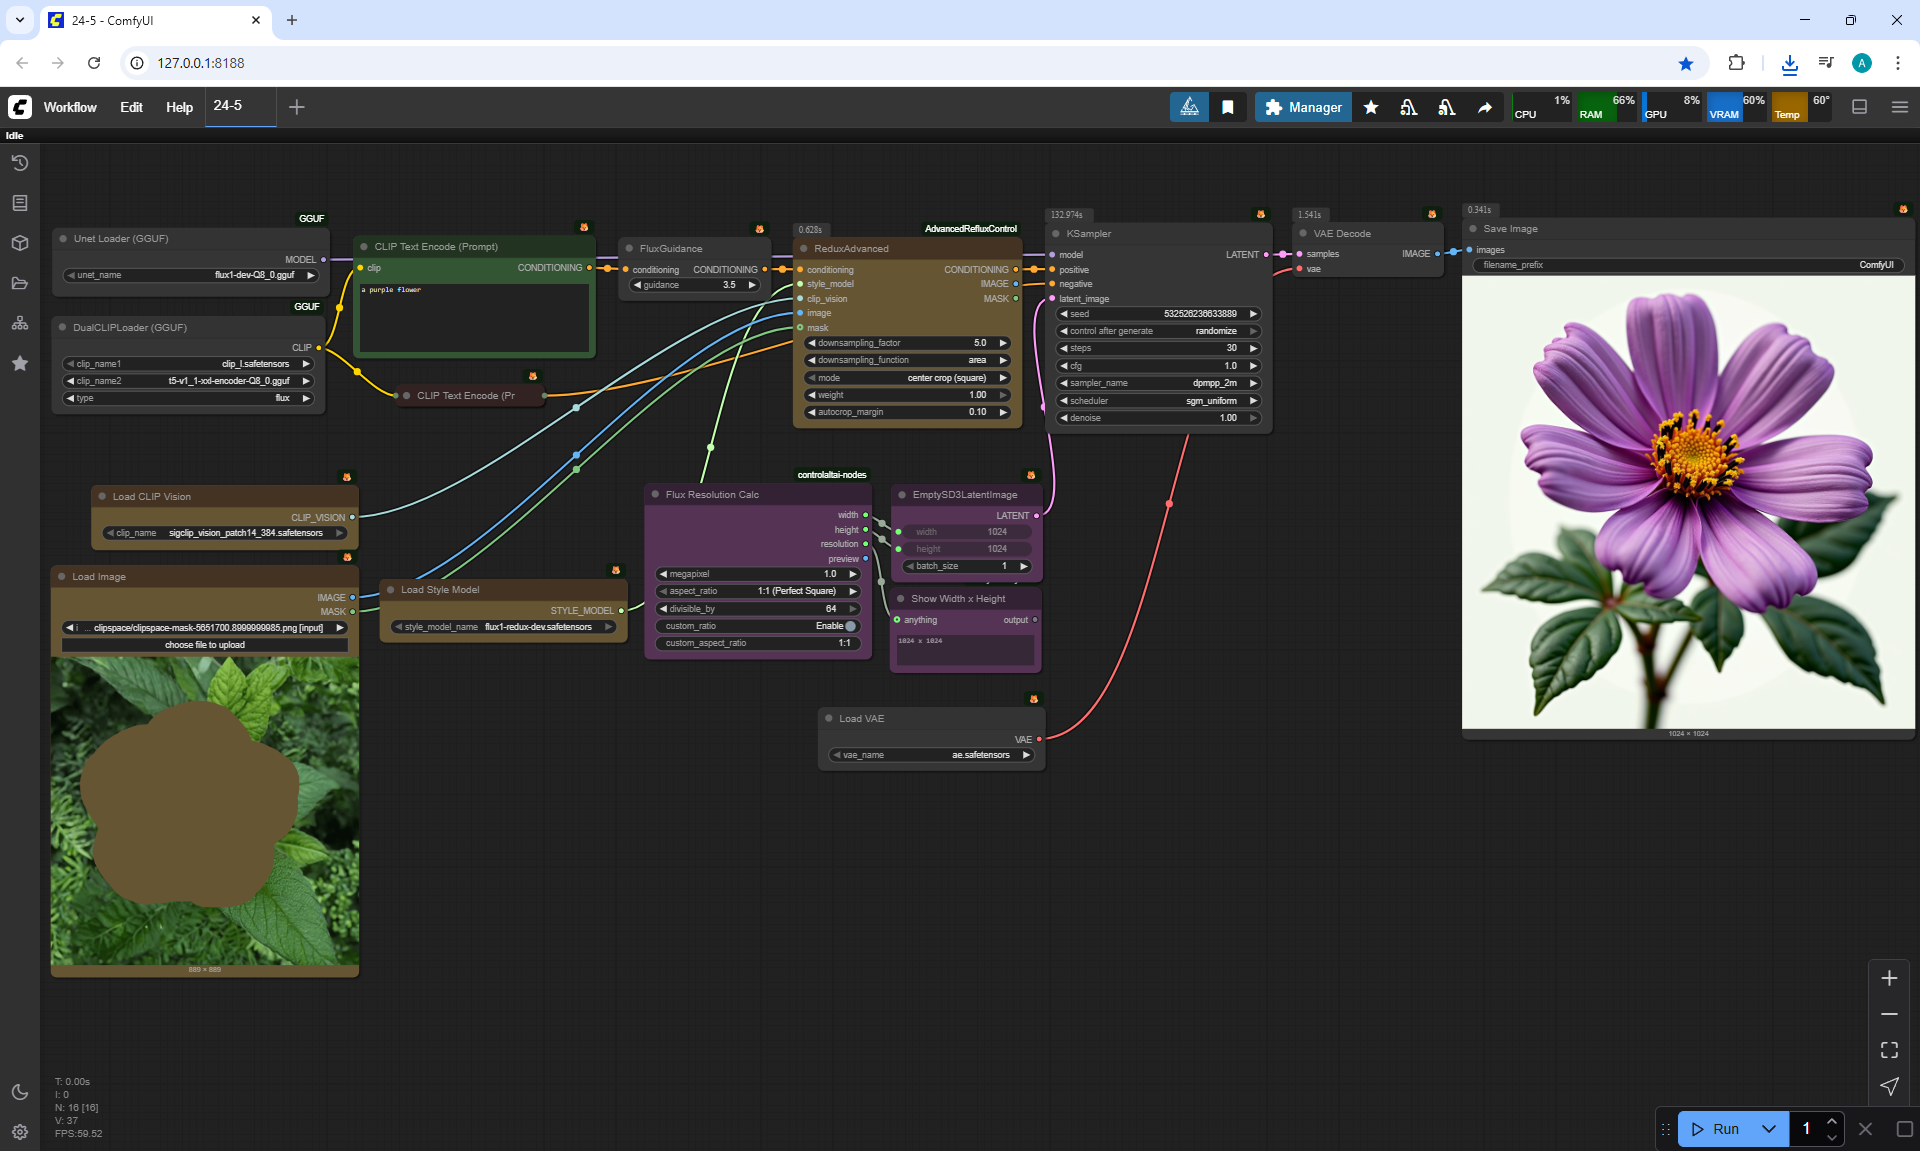 24-5 - ComfyUI
127.0.0.1:8188
A
Workflow
Edit
Help
24-5
Manager
1%
CPU
66%
RAM
8%
GPU
60%
VRAM
60°
Temp
Idle
GGUF
Unet Loader (GGUF)
MODEL
unet_name
flux1-dev-Q8_0.gguf
GGUF
DualCLIPLoader (GGUF)
CLIP
clip_name1
clip_l.safetensors
clip_name2
t5-v1_1-xxl-encoder-Q8_0.gguf
type
flux
CLIP Text Encode (Prompt)
clip
CONDITIONING
a purple flower
CLIP Text Encode (Pr
FluxGuidance
conditioning
CONDITIONING
guidance
3.5
0.628s
AdvancedRefluxControl
ReduxAdvanced
conditioning
CONDITIONING
style_model
IMAGE
clip_vision
MASK
image
mask
downsampling_factor
5.0
downsampling_function
area
mode
center crop (square)
weight
1.00
autocrop_margin
0.10
132.974s
KSampler
model
LATENT
positive
negative
latent_image
seed
532526236633889
control after generate
randomize
steps
30
cfg
1.0
sampler_name
dpmpp_2m
scheduler
sgm_uniform
denoise
1.00
1.541s
VAE Decode
samples
IMAGE
vae
0.341s
Save Image
images
filename_prefix
ComfyUI
1024 × 1024
Load CLIP Vision
CLIP_VISION
clip_name
sigclip_vision_patch14_384.safetensors
Load Image
IMAGE
MASK
i ...
clipspace/clipspace-mask-5651700.8999999985.png [input]
choose file to upload
889 × 889
Load Style Model
STYLE_MODEL
style_model_name
flux1-redux-dev.safetensors
controlaltai-nodes
Flux Resolution Calc
width
height
resolution
preview
megapixel
1.0
aspect_ratio
1:1 (Perfect Square)
divisible_by
64
custom_ratio
Enable
custom_aspect_ratio
1:1
EmptySD3LatentImage
LATENT
width
1024
height
1024
batch_size
1
Show Width x Height
anything
output
1024 x 1024
Load VAE
VAE
vae_name
ae.safetensors
T: 0.00s
I: 0
N: 16 [16]
V: 37
FPS:59.52
Run
1